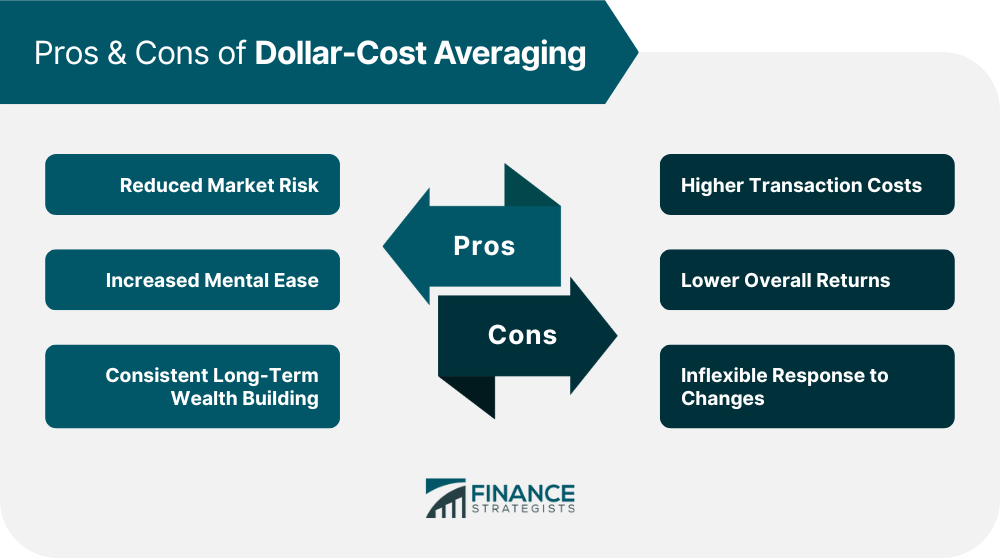 Pros & Cons of Dollar-Cost Averaging
Reduced Market Risk
Increased Mental Ease
Consistent Long-Term
Wealth Building
Pros
Cons
Higher Transaction Costs
Lower Overall Returns
Inflexible Response to
Changes
FINANCE
STRATEGISTS